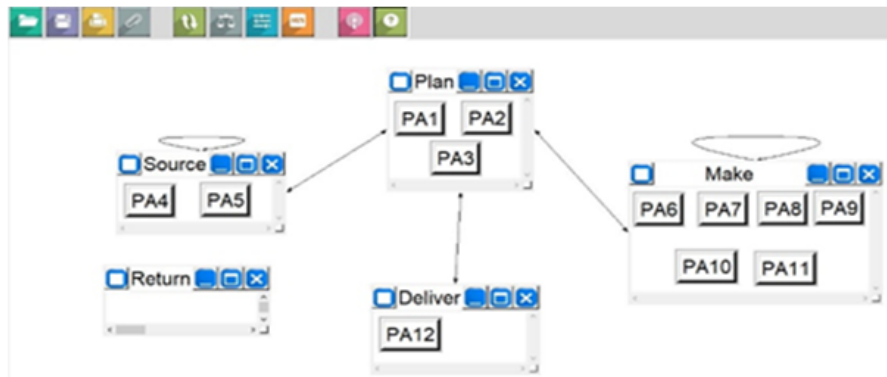 Plan
PA1 PA2
PA3
Source
PA4 PA5
Make
PA6 PA7 PA8 PA9
PA10 PA11
Return
Deliver
PA12